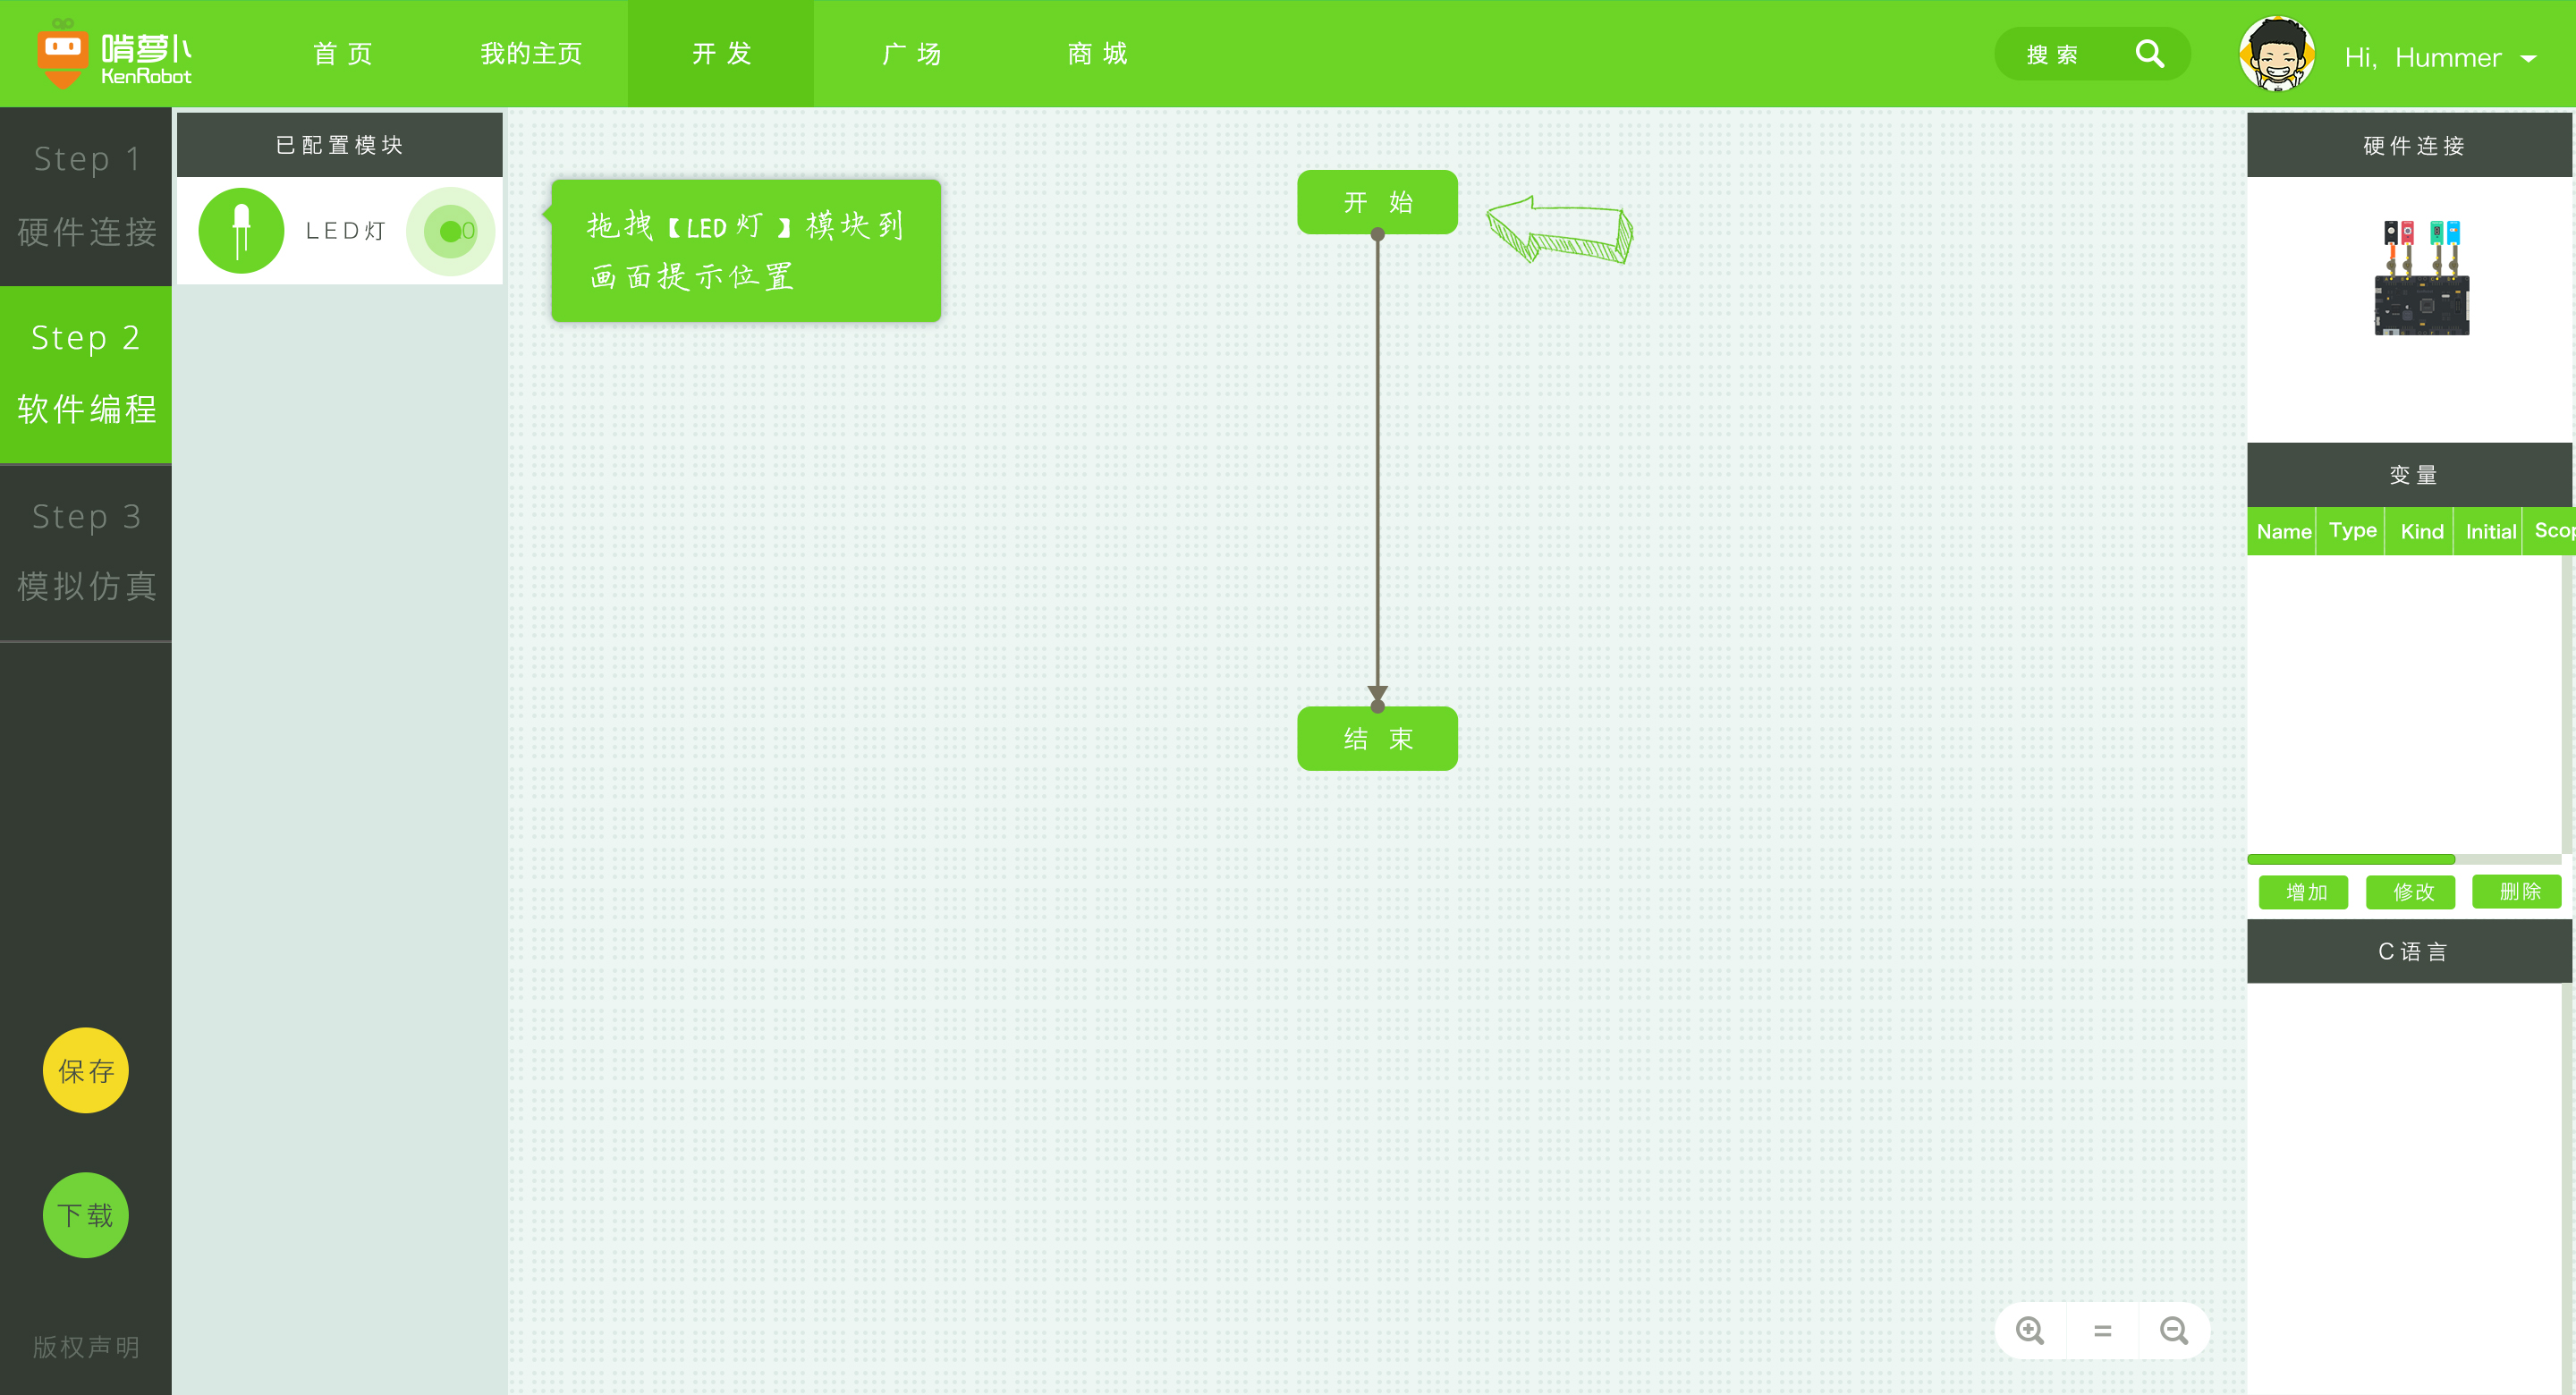 啃萝卜
KenRobot
首页
我的主页
开发
广场
商城
搜索
Hi, Hummer
Step 1
硬件连接
Step 2
软件编程
Step 3
模拟仿真
保存
下载
版权声明
已配置模块
LED灯
拖拽【LED灯】模块到
画面提示位置
开始
结束
硬件连接
变量
Name Type Kind Initial Scop
增加 修改 删除
C语言